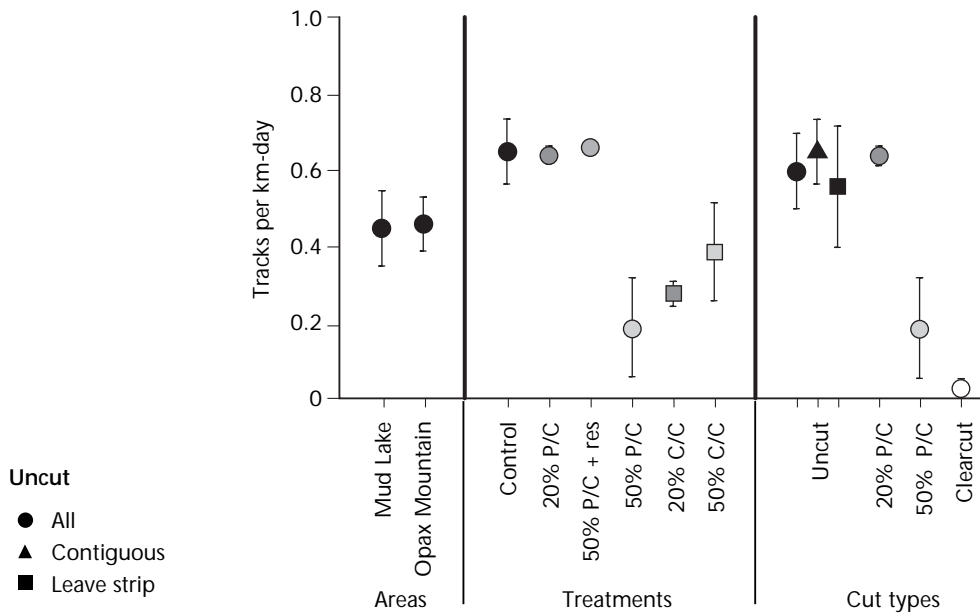 1.0
0.8
0.6
0.4
0.2
0
Tracks per km-day
Mud Lake
Opax Mountain
Control
20% P/C
50% P/C + res
50% P/C
20% C/C
50% C/C
Uncut
20% P/C
50% P/C
Clearcut
Areas
Treatments
Cut types
Uncut
All
Contiguous
Leave strip